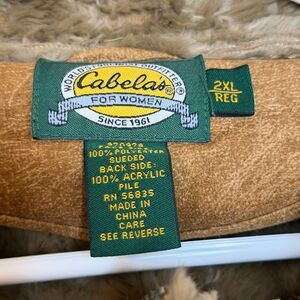 WORLD'S FOREMOST OUTFITTER®
Cabela's®
FOR WOMEN
SINCE 1961
2XL
REG
100% POLYESTER
SUEDED
BACK SIDE:
100% ACRYLIC
PILE
RN 56835
MADE IN
CHINA
CARE
SEE REVERSE